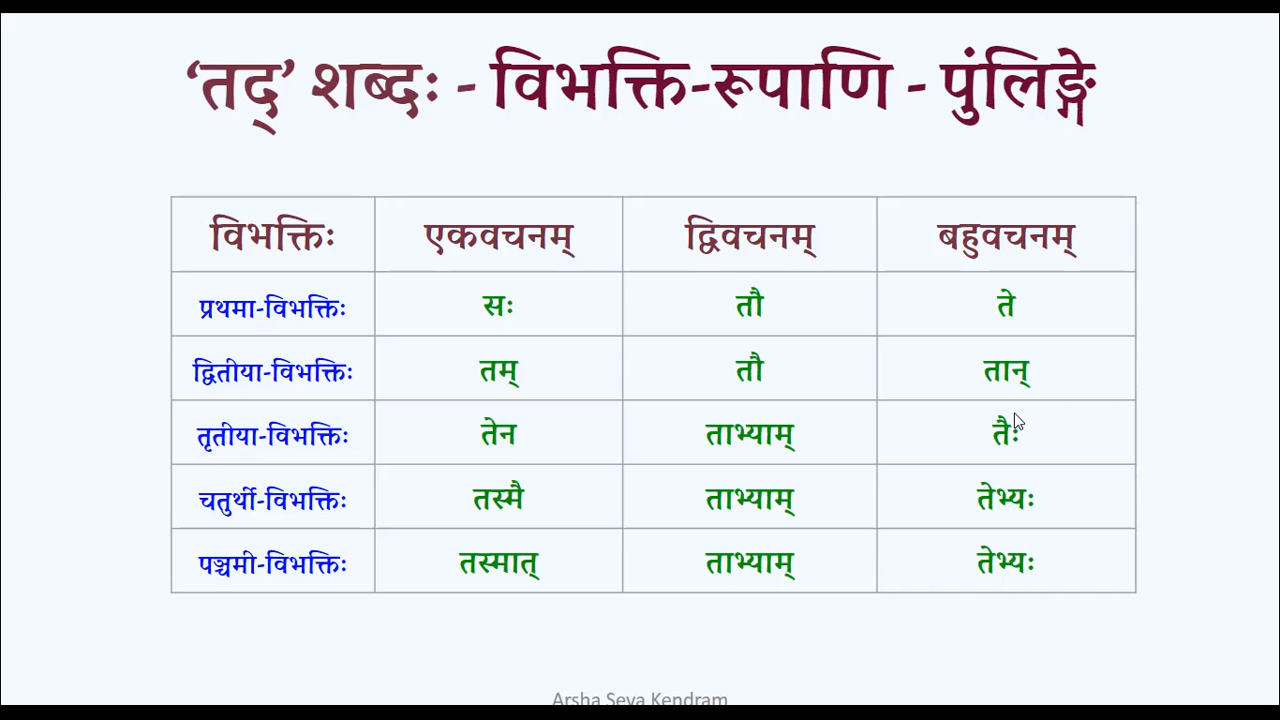 ‘तद्’ शब्दः - विभक्ति-रूपाणि - पुंलिङ्गे
विभक्तिः एकवचनम् द्विवचनम् बहुवचनम्
प्रथमा-विभक्तिः सः तौ ते
द्वितीया-विभक्तिः तम् तौ तान्
तृतीया-विभक्तिः तेन ताभ्याम् तैः
चतुर्थी-विभक्तिः तस्मै ताभ्याम् तेभ्यः
पञ्चमी-विभक्तिः तस्मात् ताभ्याम् तेभ्यः
Arsha Seva Kendram